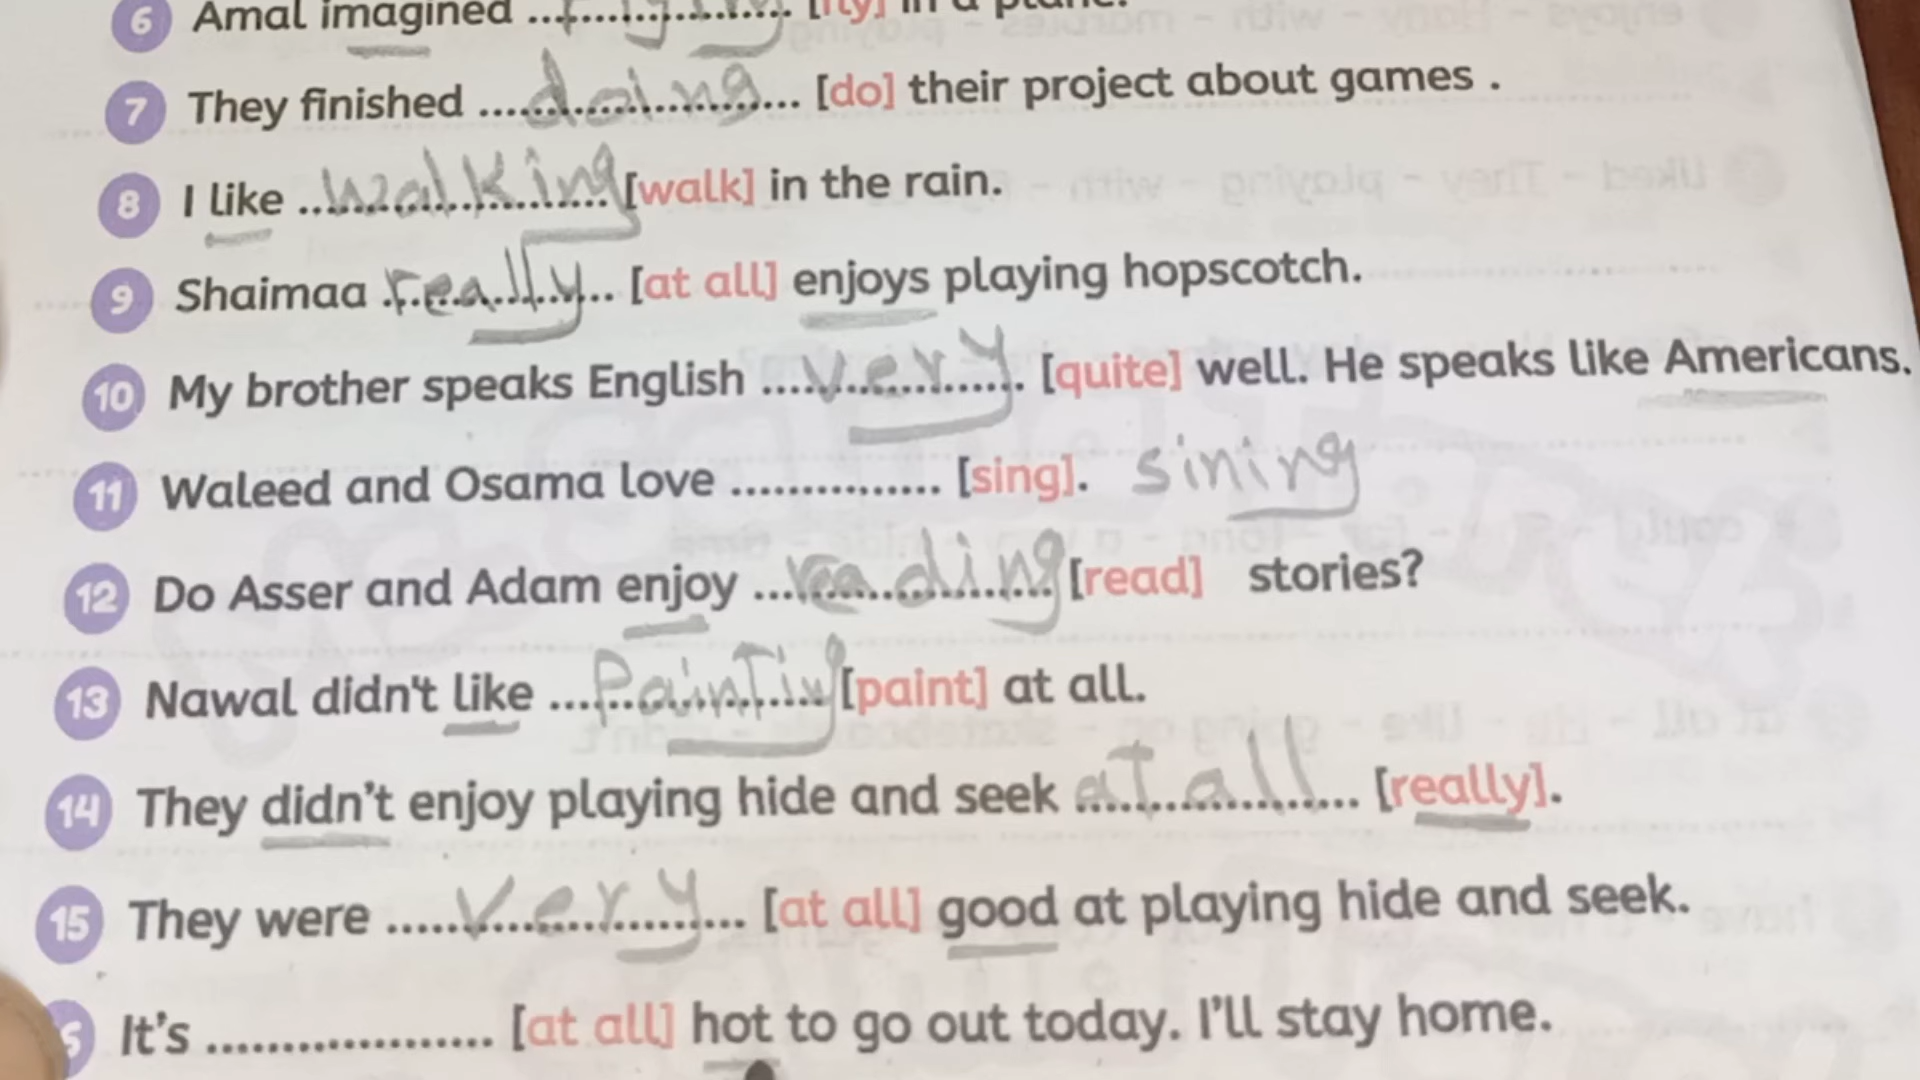 6 Amal imagined .................... [fly] in a plane.
7 They finished doing [do] their project about games .
8 I like walking [walk] in the rain.
9 Shaimaa really [at all] enjoys playing hopscotch.
10 My brother speaks English very [quite] well. He speaks like Americans.
11 Waleed and Osama love ............... [sing]. sining
12 Do Asser and Adam enjoy reading [read] stories?
13 Nawal didn't like Painting [paint] at all.
14 They didn't enjoy playing hide and seek at all [really].
15 They were very [at all] good at playing hide and seek.
It's .................... [at all] hot to go out today. I'll stay home.